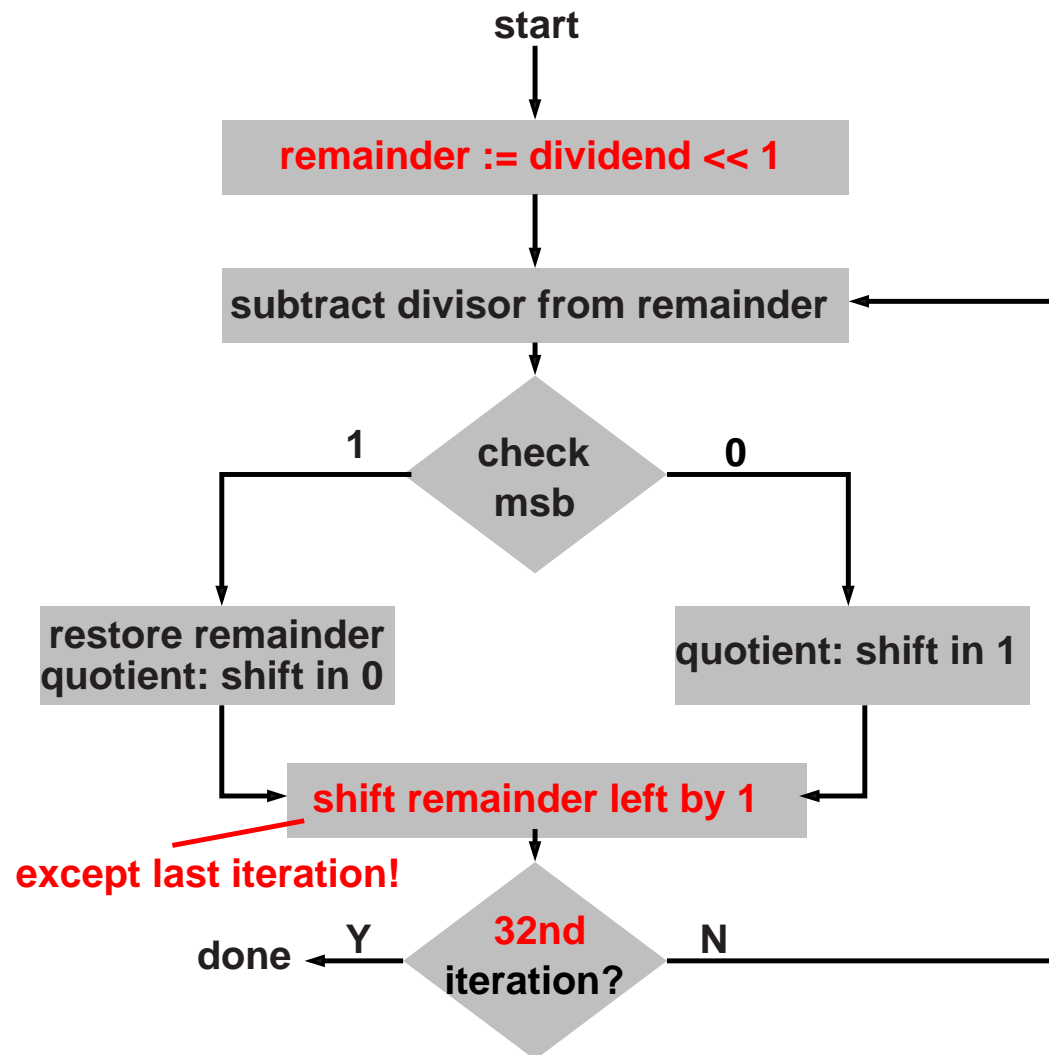 start
remainder := dividend << 1
subtract divisor from remainder
check
msb
1
0
restore remainder
quotient: shift in 0
quotient: shift in 1
shift remainder left by 1
except last iteration!
32nd
iteration?
Y
N
done